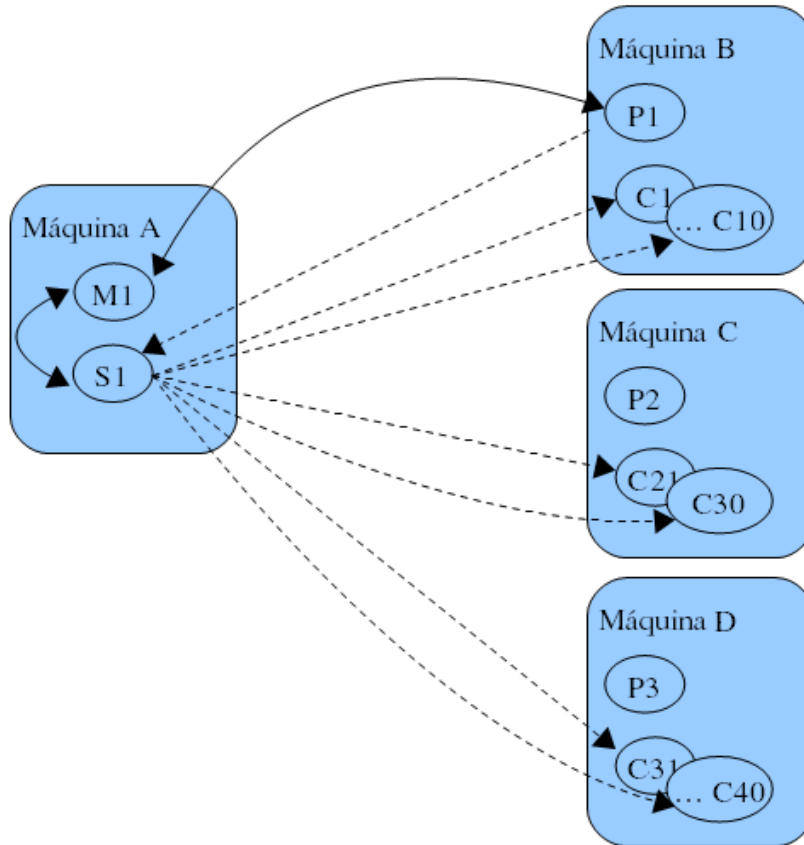 Máquina B
P1
C1
... C10
Máquina A
M1
S1
Máquina C
P2
C21
C30
Máquina D
P3
C31
... C40